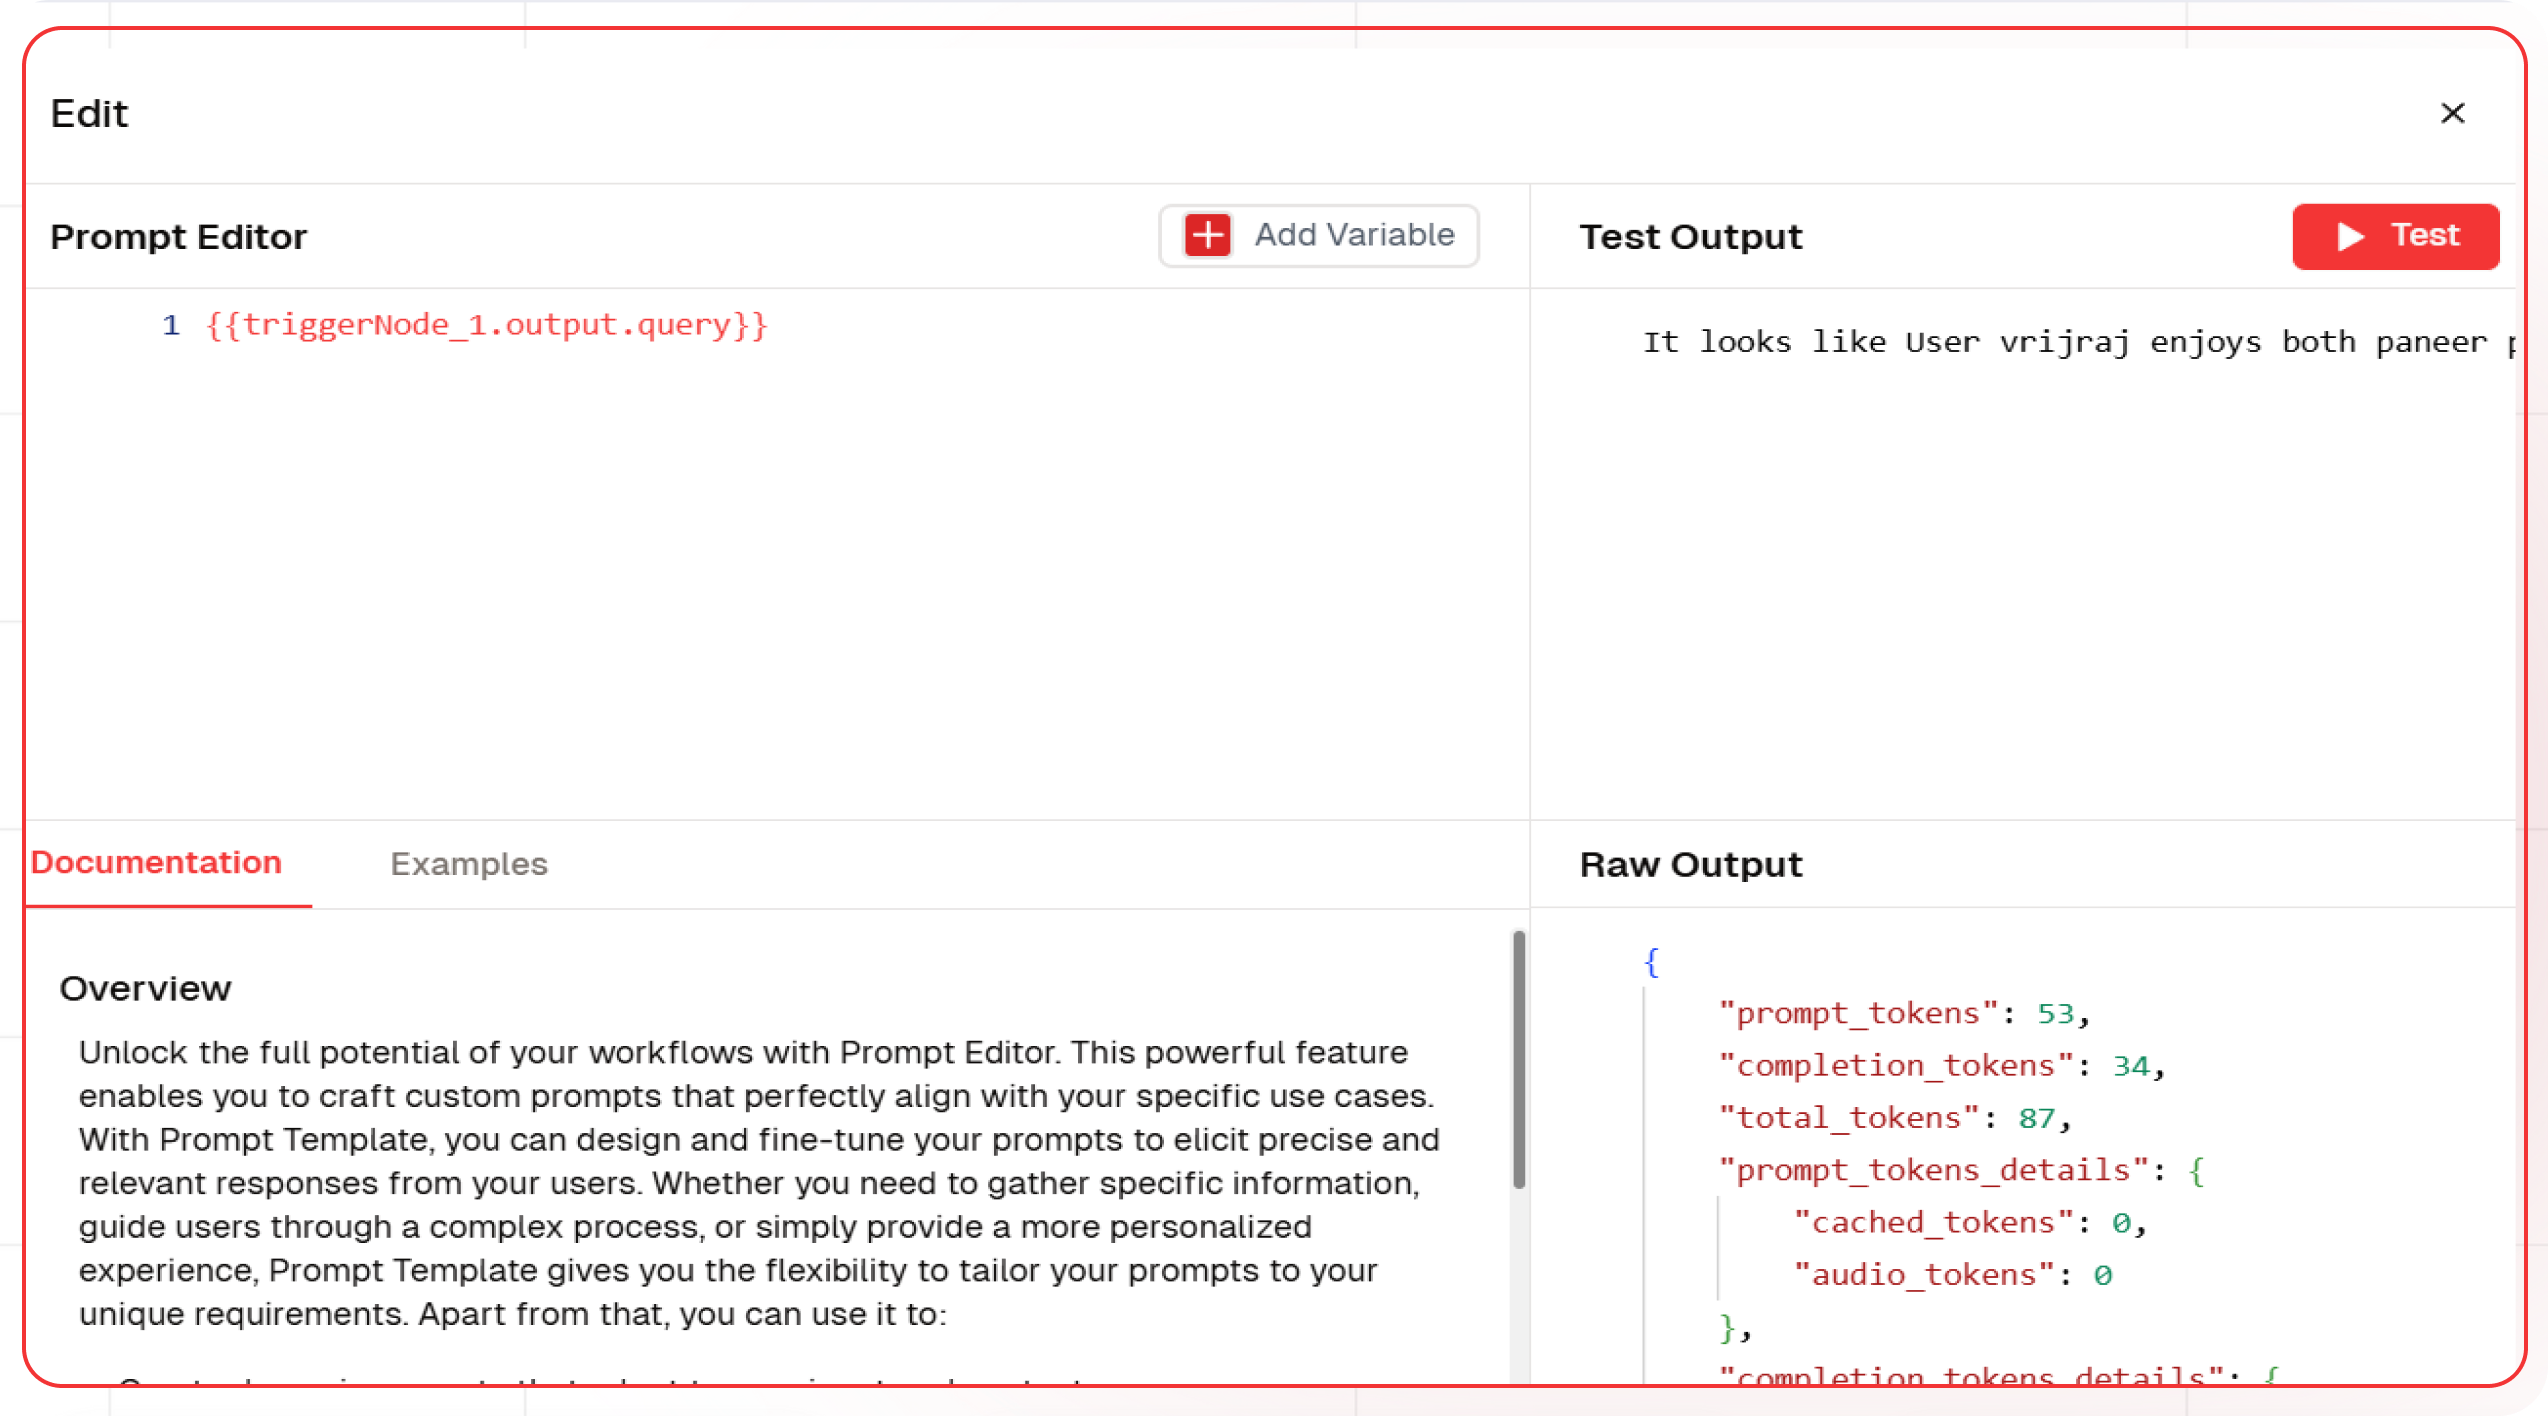 Edit
Prompt Editor
Add Variable
1 {{triggerNode_1.output.query}}
Test Output
Test
It looks like User vrijraj enjoys both paneer
Documentation
Examples
Overview
Unlock the full potential of your workflows with Prompt Editor. This powerful feature
enables you to craft custom prompts that perfectly align with your specific use cases.
With Prompt Template, you can design and fine-tune your prompts to elicit precise and
relevant responses from your users. Whether you need to gather specific information,
guide users through a complex process, or simply provide a more personalized
experience, Prompt Template gives you the flexibility to tailor your prompts to your
unique requirements. Apart from that, you can use it to:
Raw Output
{
"prompt_tokens": 53,
"completion_tokens": 34,
"total_tokens": 87,
"prompt_tokens_details": {
"cached_tokens": 0,
"audio_tokens": 0
},
"completion_tokens_details": {